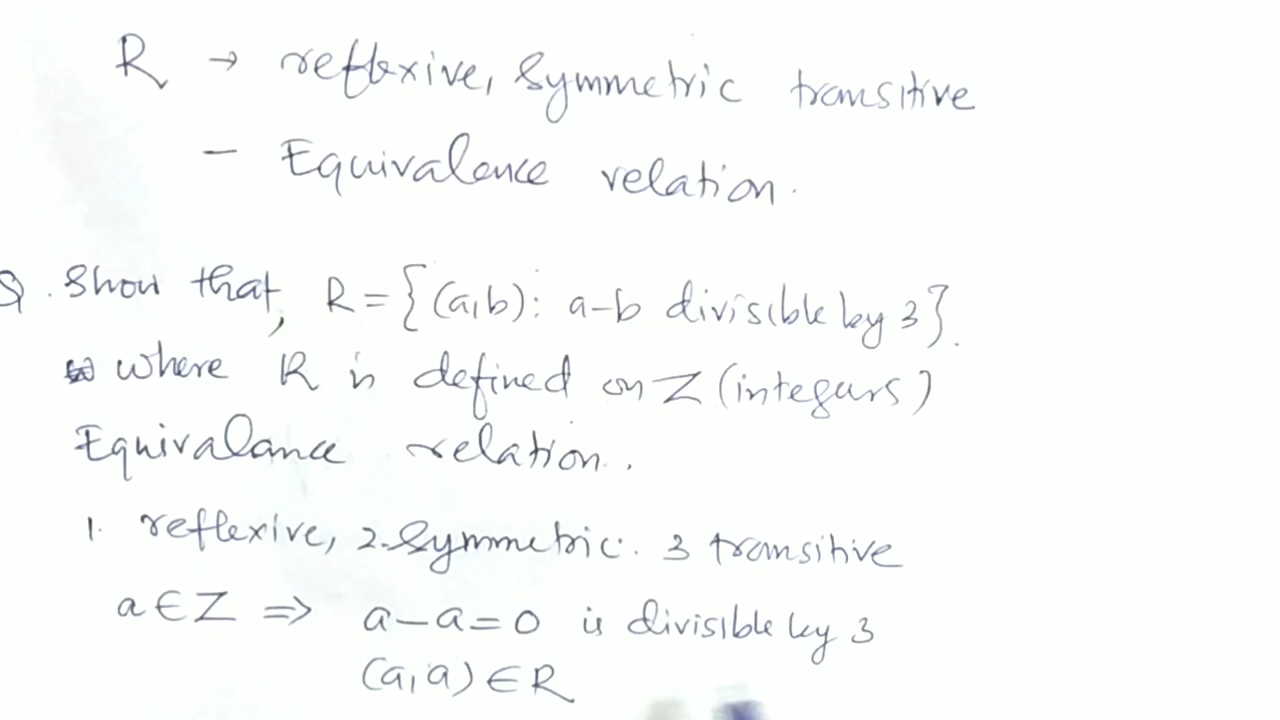 R → reflexive, Symmetric transitive
- Equivalence relation.
Q. Show that, R = {(a,b): a-b divisible by 3}.
where R is defined on Z (integers)
Equivalance relation.
1. reflexive, 2. Symmetric. 3 transitive
a ∈ Z ⇒ a-a=0 is divisible by 3
(a,a) ∈ R